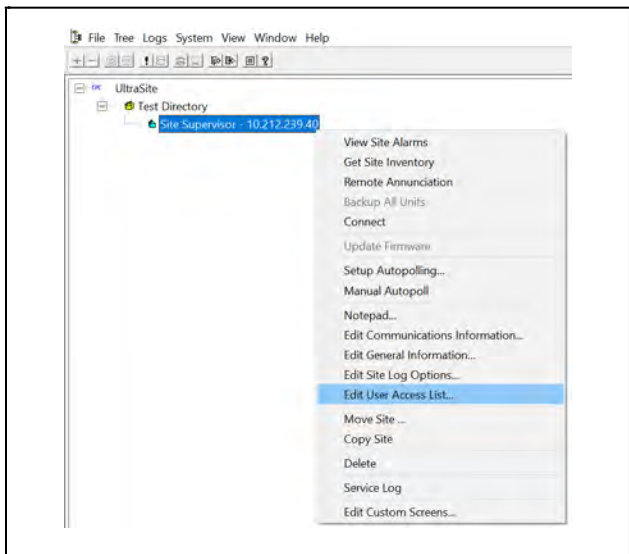 File Tree Logs System View Window Help
UltraSite
Test Directory
Site Supervisor - 10.212.239.40
View Site Alarms
Get Site Inventory
Remote Annunciation
Backup All Units
Connect
Update Firmware
Setup Autopolling...
Manual Autopoll
Notepad...
Edit Communications Information...
Edit General Information...
Edit Site Log Options...
Edit User Access List...
Move Site ...
Copy Site
Delete
Service Log
Edit Custom Screens...